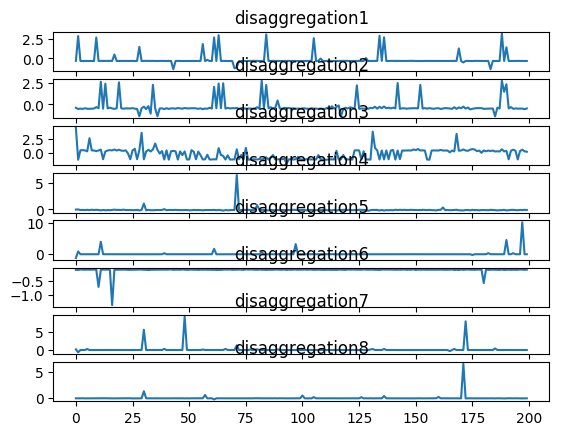 disaggregation1
2.5
0.0
disaggregation2
2.5
0.0
disaggregation3
2.5
0.0
disaggregation4
5
0
disaggregation5
10
0
disaggregation6
−0.5
−1.0
disaggregation7
5
0
disaggregation8
5
0
0 25 50 75 100 125 150 175 200